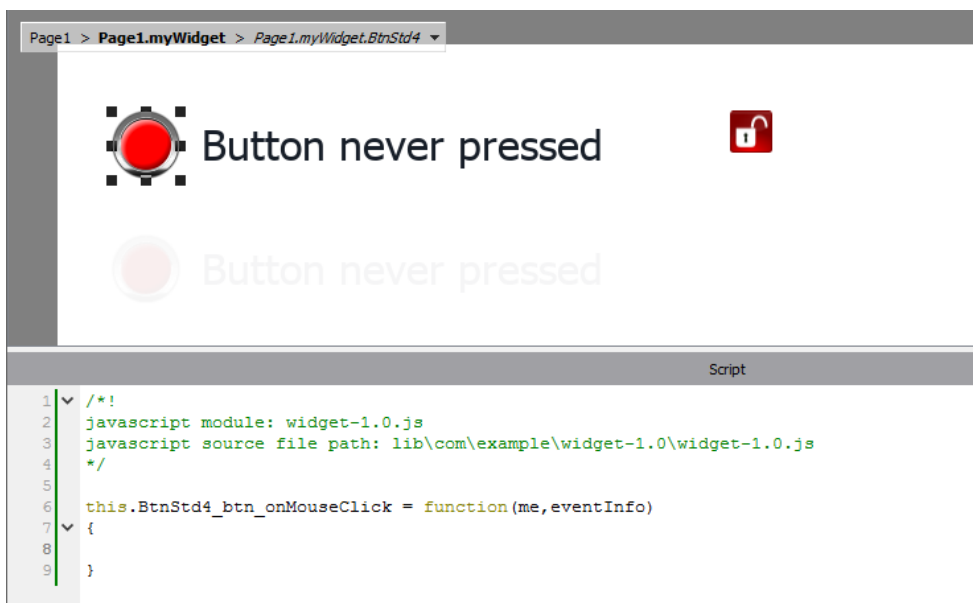 Page1 > Page1.myWidget > Page1.myWidget.BtnStd4
Button never pressed
Button never pressed
Script
1 /*!
2 javascript module: widget-1.0.js
3 javascript source file path: lib\com\example\widget-1.0\widget-1.0.js
4 */
5
6 this.BtnStd4_btn_onMouseClick = function(me,eventInfo)
7 {
8
9 }